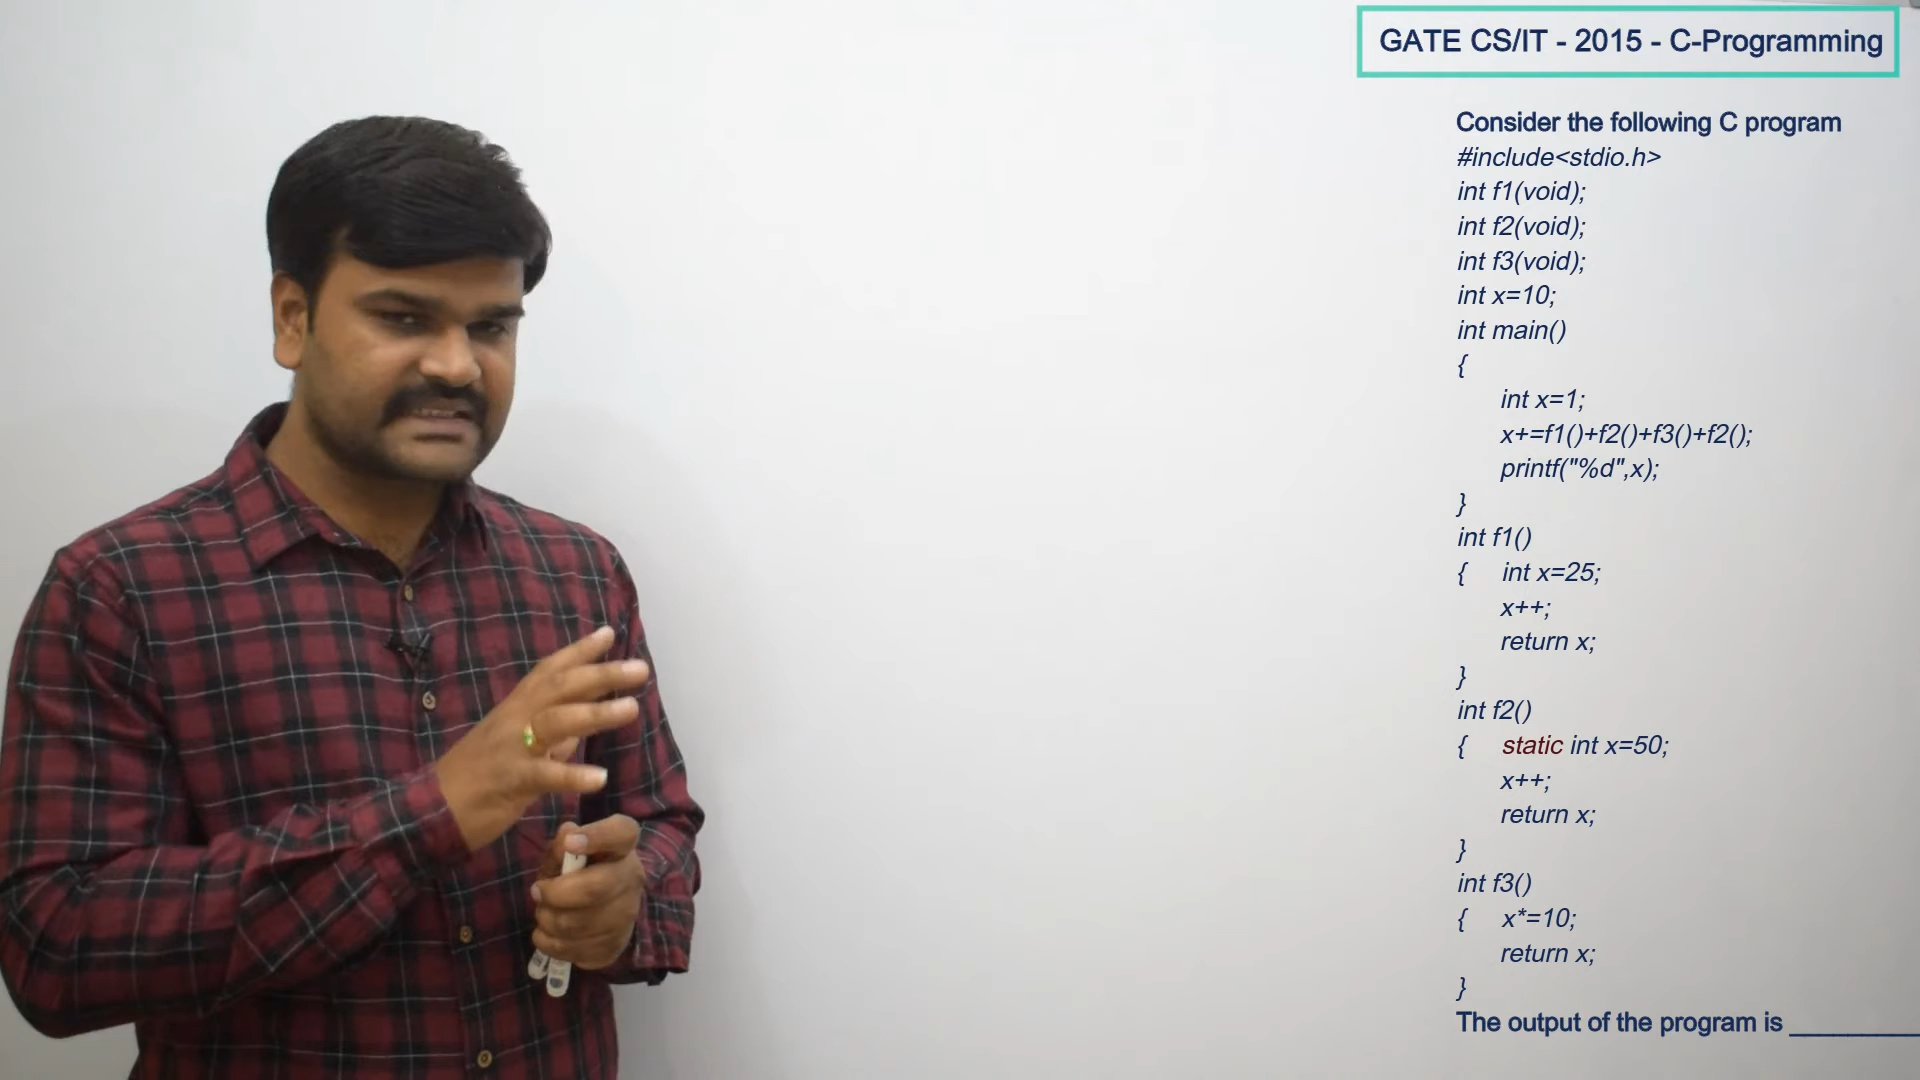 GATE CS/IT - 2015 - C-Programming
Consider the following C program
#include<stdio.h>
int f1(void);
int f2(void);
int f3(void);
int x=10;
int main()
{
int x=1;
x+=f1()+f2()+f3()+f2();
printf("%d",x);
}
int f1()
{ int x=25;
x++;
return x;
}
int f2()
{ static int x=50;
x++;
return x;
}
int f3()
{ x*=10;
return x;
}
The output of the program is __________